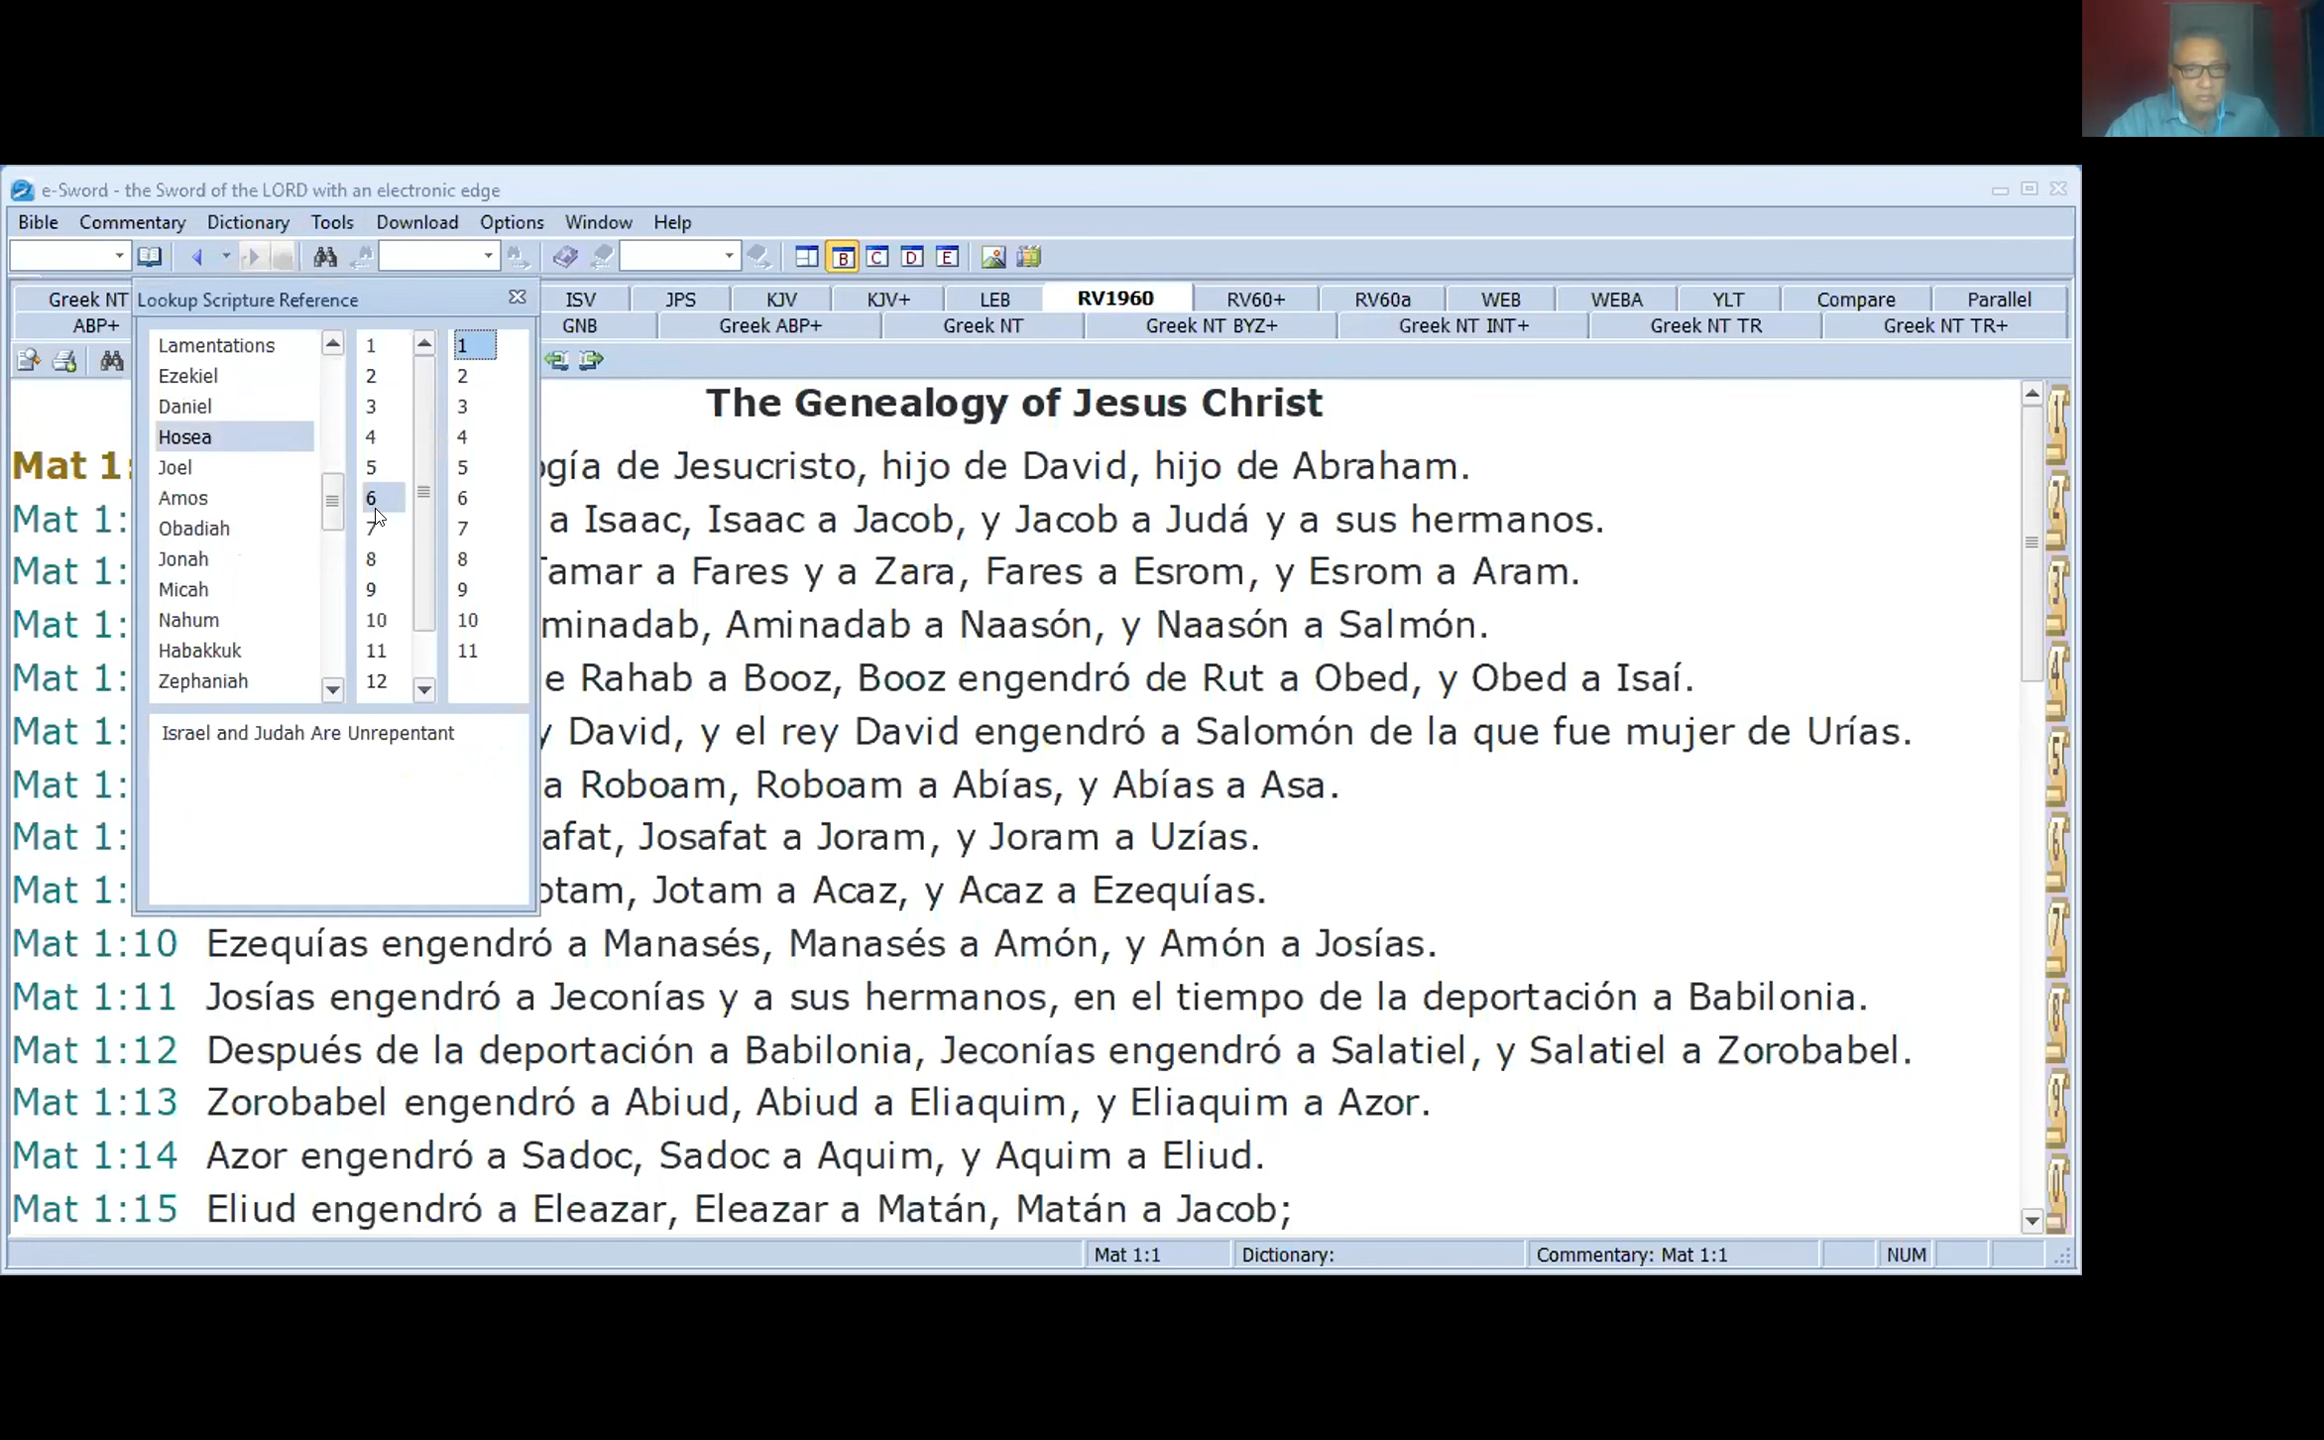 e-Sword - the Sword of the LORD with an electronic edge
Bible Commentary Dictionary Tools Download Options Window Help
B C D E
Greek NT
Lookup Scripture Reference
ISV JPS KJV KJV+ LEB RV1960 RV60+ RV60a WEB WEBA YLT Compare Parallel
ABP+ GNB Greek ABP+ Greek NT Greek NT BYZ+ Greek NT INT+ Greek NT TR Greek NT TR+
Lamentations 1 1
Ezekiel 2 2
Daniel 3 3
Hosea 4 4
Joel 5 5
Amos 6 6
Obadiah 7 7
Jonah 8 8
Micah 9 9
Nahum 10 10
Habakkuk 11 11
Zephaniah 12
Israel and Judah Are Unrepentant
The Genealogy of Jesus Christ
Mat 1: ogía de Jesucristo, hijo de David, hijo de Abraham.
Mat 1: a Isaac, Isaac a Jacob, y Jacob a Judá y a sus hermanos.
Mat 1: Tamar a Fares y a Zara, Fares a Esrom, y Esrom a Aram.
Mat 1: minadab, Aminadab a Naasón, y Naasón a Salmón.
Mat 1: e Rahab a Booz, Booz engendró de Rut a Obed, y Obed a Isaí.
Mat 1: y David, y el rey David engendró a Salomón de la que fue mujer de Urías.
Mat 1: a Roboam, Roboam a Abías, y Abías a Asa.
Mat 1: afat, Josafat a Joram, y Joram a Uzías.
Mat 1: otam, Jotam a Acaz, y Acaz a Ezequías.
Mat 1:10 Ezequías engendró a Manasés, Manasés a Amón, y Amón a Josías.
Mat 1:11 Josías engendró a Jeconías y a sus hermanos, en el tiempo de la deportación a Babilonia.
Mat 1:12 Después de la deportación a Babilonia, Jeconías engendró a Salatiel, y Salatiel a Zorobabel.
Mat 1:13 Zorobabel engendró a Abiud, Abiud a Eliaquim, y Eliaquim a Azor.
Mat 1:14 Azor engendró a Sadoc, Sadoc a Aquim, y Aquim a Eliud.
Mat 1:15 Eliud engendró a Eleazar, Eleazar a Matán, Matán a Jacob;
1
2
3
4
5
6
7
8
9
0
Mat 1:1 Dictionary: Commentary: Mat 1:1 NUM